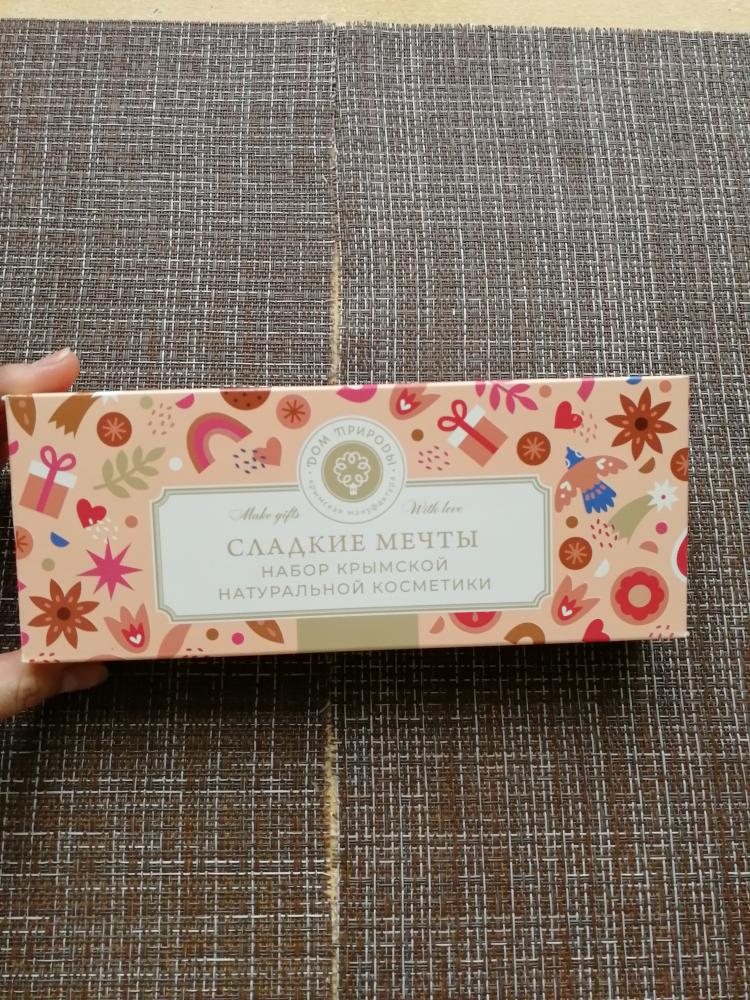 ДОМ ПРИРОДЫ
крымская мануфактура
Make gifts With love
СЛАДКИЕ МЕЧТЫ
НАБОР КРЫМСКОЙ
НАТУРАЛЬНОЙ КОСМЕТИКИ